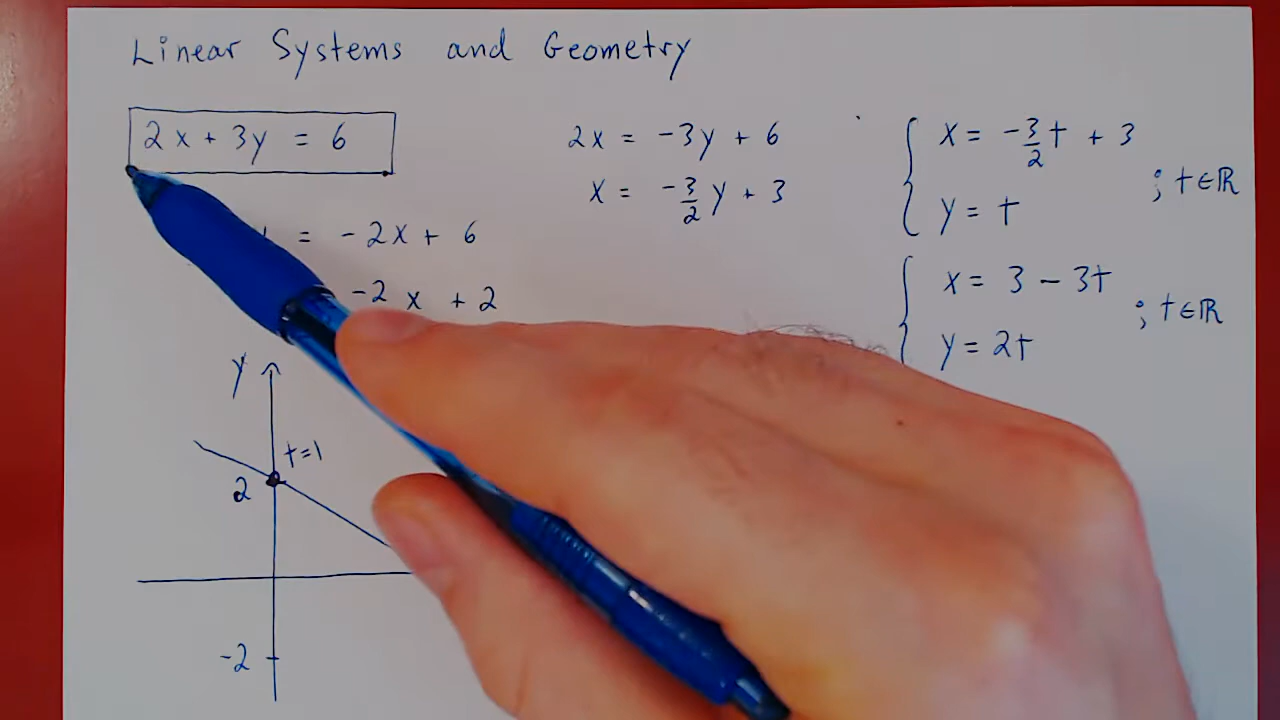 Linear Systems and Geometry
2x + 3y = 6
= -2x + 6
-2 x + 2
2x = -3y + 6
x = -3/2 y + 3
x = -3/2 t + 3
y = t
; t∈ℝ
x = 3 - 3t
y = 2t
; t∈ℝ
y
t=1
2
-2